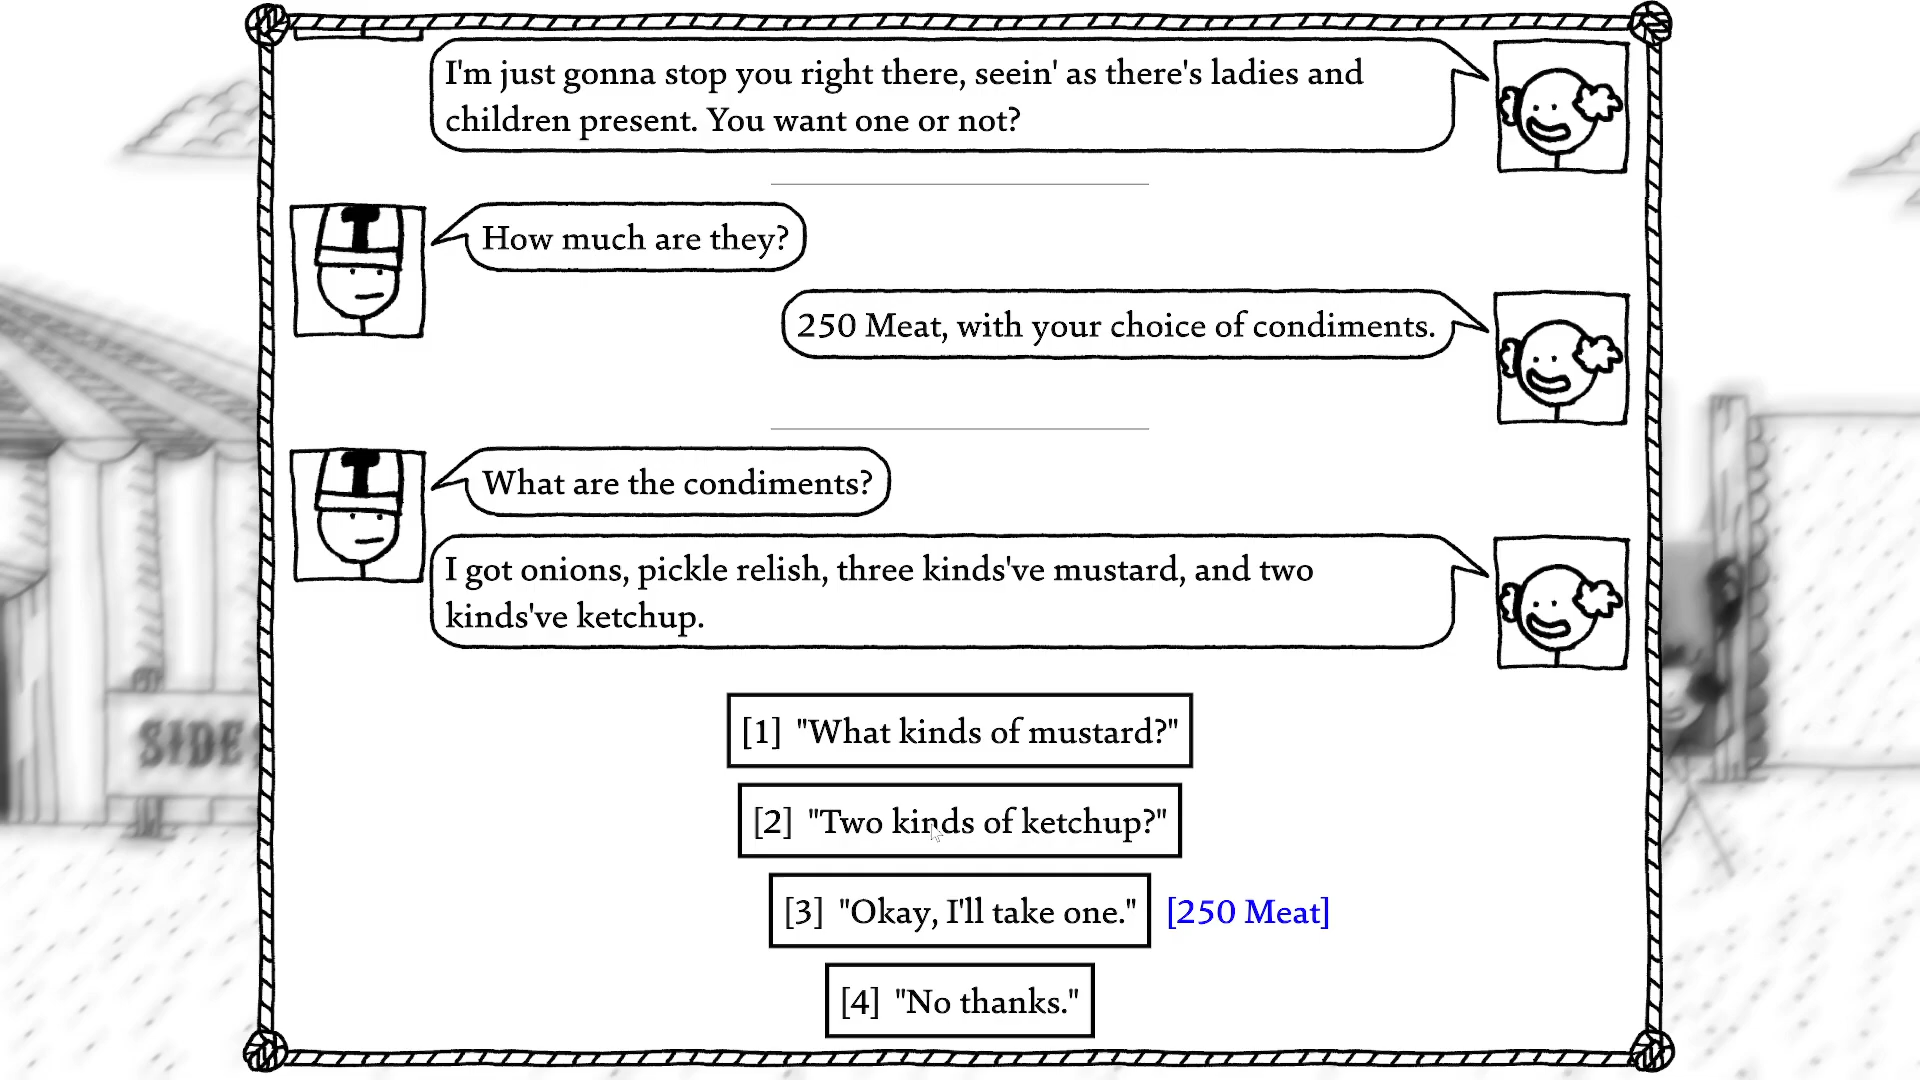 I'm just gonna stop you right there, seein' as there's ladies and
children present. You want one or not?
How much are they?
250 Meat, with your choice of condiments.
What are the condiments?
I got onions, pickle relish, three kinds've mustard, and two
kinds've ketchup.
SIDE
[1] "What kinds of mustard?"
[2] "Two kinds of ketchup?"
[3] "Okay, I'll take one." [250 Meat]
[4] "No thanks."